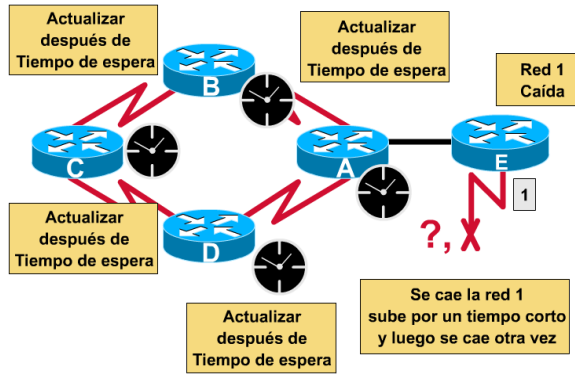 Actualizar
después de
Tiempo de espera
Actualizar
después de
Tiempo de espera
B
Red 1
Caída
C
A
E
1
?, X
Actualizar
después de
Tiempo de espera
D
Actualizar
después de
Tiempo de espera
Se cae la red 1
sube por un tiempo corto
y luego se cae otra vez